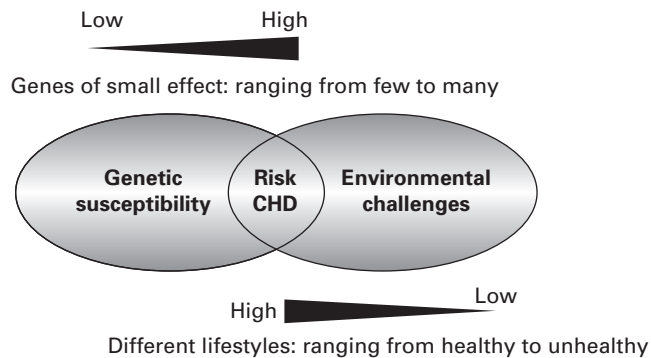 Low High
Genes of small effect: ranging from few to many
Genetic susceptibility
Risk CHD
Environmental challenges
High Low
Different lifestyles: ranging from healthy to unhealthy